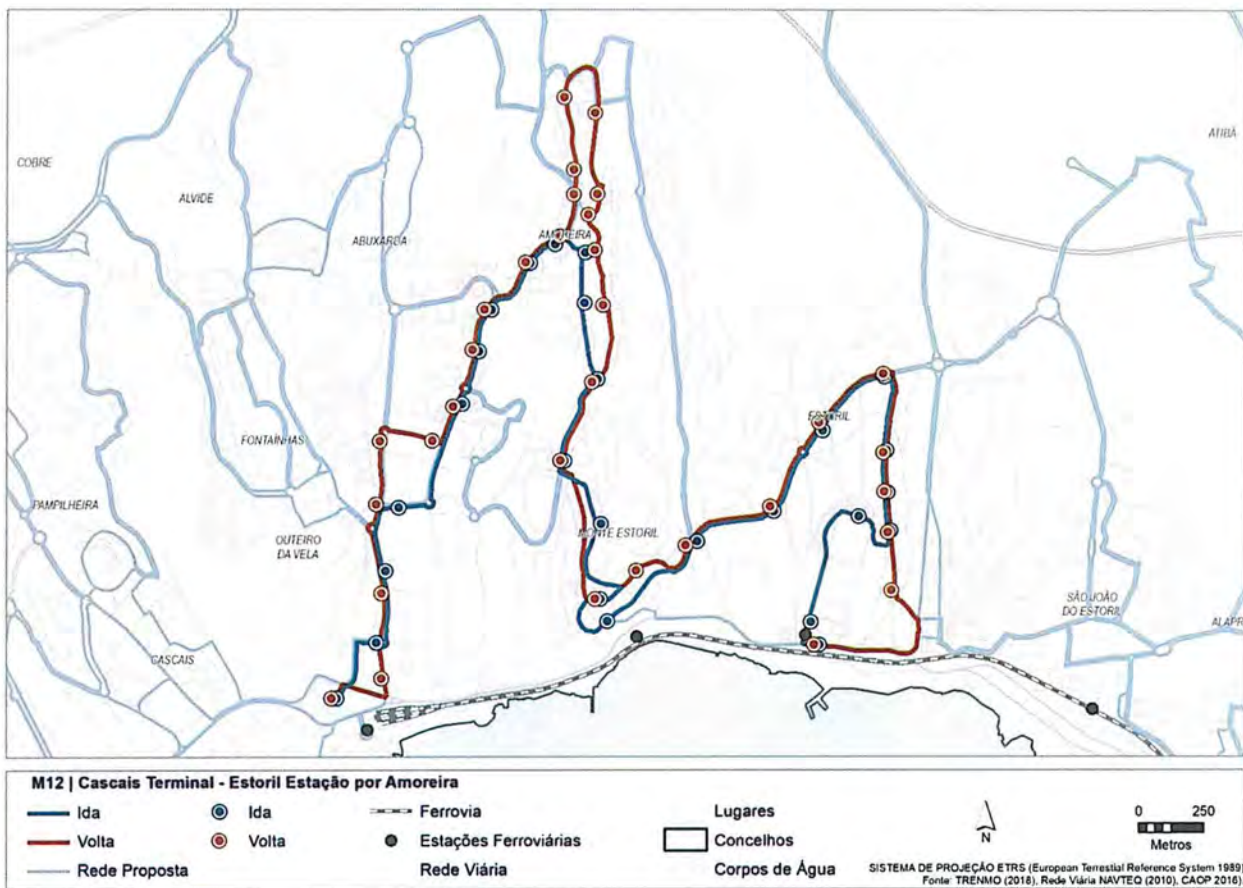 COBRE
ALVIDE
ABUXARDA
AMOREIRA
ATIBÁ
FONTAÍNHAS
PAMPILHEIRA
OUTEIRO
DA VELA
CASCAIS
MONTE ESTORIL
ESTORIL
SÃO JOÃO
DO ESTORIL
ALAPR
M12 | Cascais Terminal - Estoril Estação por Amoreira
Ida
Ida
Ferrovia
Lugares
Volta
Volta
Estações Ferroviárias
Concelhos
Rede Proposta
Rede Viária
Corpos de Água
N
0 250
Metros
SISTEMA DE PROJEÇÃO ETRS (European Terrestial Reference System 1989)
Fonte: TRENMO (2018), Rede Viária NAVTEQ (2010), CAOP 2016)